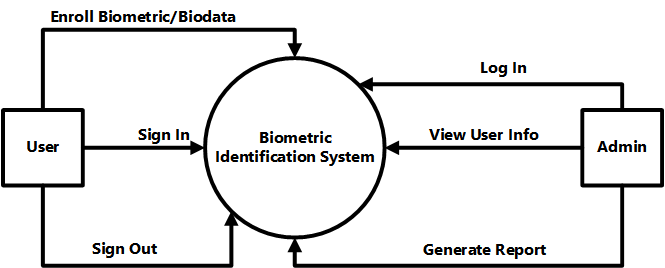 Enroll Biometric/Biodata
Log In
Sign In
View User Info
User
Biometric
Identification System
Admin
Sign Out
Generate Report